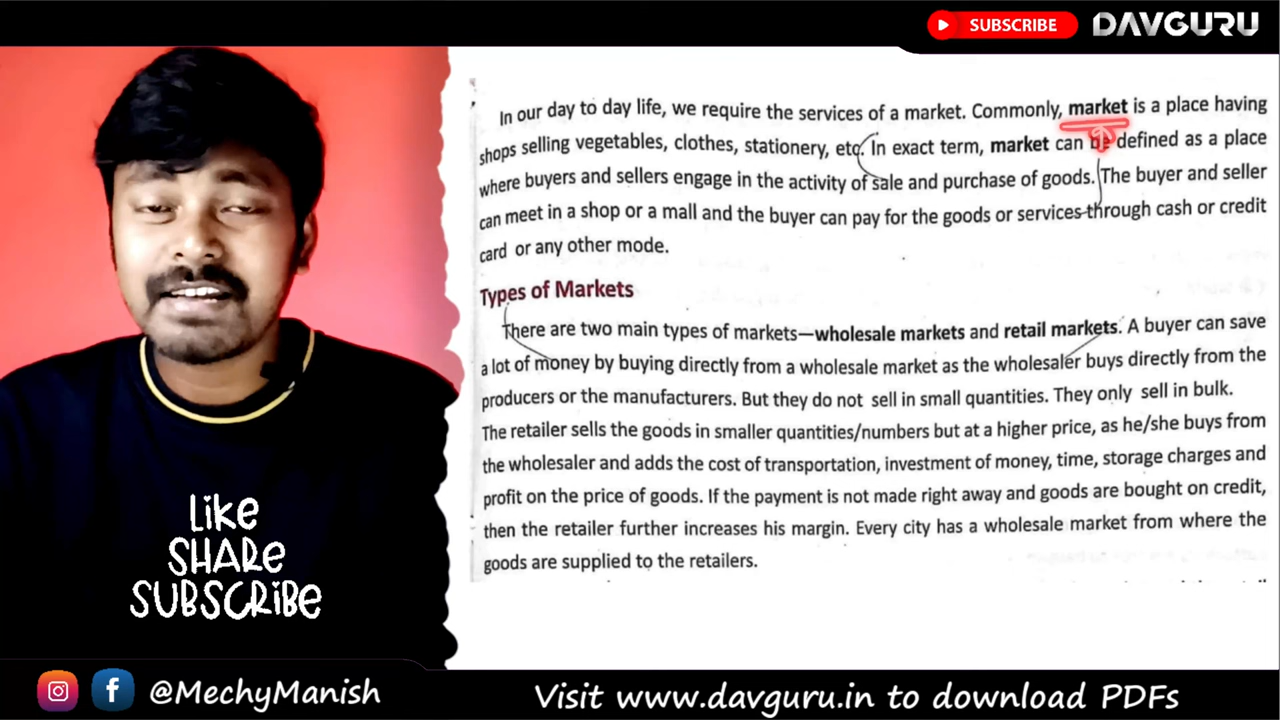 SUBSCRIBE DAVGURU
In our day to day life, we require the services of a market. Commonly, market is a place having
shops selling vegetables, clothes, stationery, etc. In exact term, market can be defined as a place
where buyers and sellers engage in the activity of sale and purchase of goods. The buyer and seller
can meet in a shop or a mall and the buyer can pay for the goods or services through cash or credit
card or any other mode.
Types of Markets
There are two main types of markets—wholesale markets and retail markets. A buyer can save
a lot of money by buying directly from a wholesale market as the wholesaler buys directly from the
producers or the manufacturers. But they do not sell in small quantities. They only sell in bulk.
The retailer sells the goods in smaller quantities/numbers but at a higher price, as he/she buys from
the wholesaler and adds the cost of transportation, investment of money, time, storage charges and
profit on the price of goods. If the payment is not made right away and goods are bought on credit,
then the retailer further increases his margin. Every city has a wholesale market from where the
goods are supplied to the retailers.
LIKE
SHARE
SUBSCRIBE
@MechyManish
Visit www.davguru.in to download PDFs